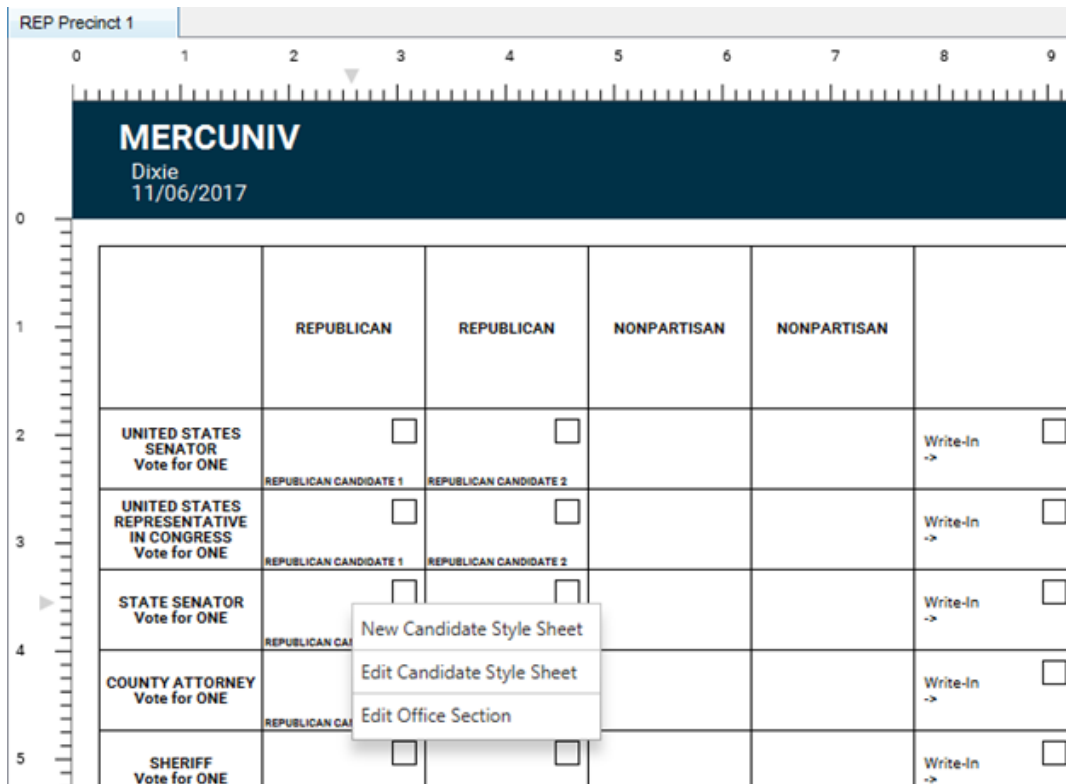 REP Precinct 1
0 1 2 3 4 5 6 7 8 9
MERCUNIV
Dixie
11/06/2017
0
1
REPUBLICAN
REPUBLICAN
NONPARTISAN
NONPARTISAN
2
UNITED STATES
SENATOR
Vote for ONE
REPUBLICAN CANDIDATE 1
REPUBLICAN CANDIDATE 2
Write-In
->
3
UNITED STATES
REPRESENTATIVE
IN CONGRESS
Vote for ONE
REPUBLICAN CANDIDATE 1
REPUBLICAN CANDIDATE 2
Write-In
->
STATE SENATOR
Vote for ONE
REPUBLICAN CAN
Write-In
->
4
COUNTY ATTORNEY
Vote for ONE
REPUBLICAN CAN
Write-In
->
New Candidate Style Sheet
Edit Candidate Style Sheet
Edit Office Section
5
SHERIFF
Vote for ONE
Write-In
->